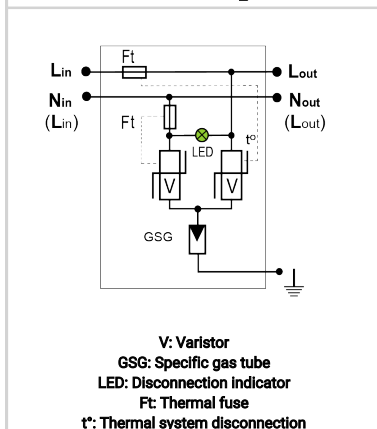 Ft
Lin Lout
Nin Nout
(Lin) Ft (Lout)
t°
LED
V V
GSG
V: Varistor
GSG: Specific gas tube
LED: Disconnection indicator
Ft: Thermal fuse
t°: Thermal system disconnection